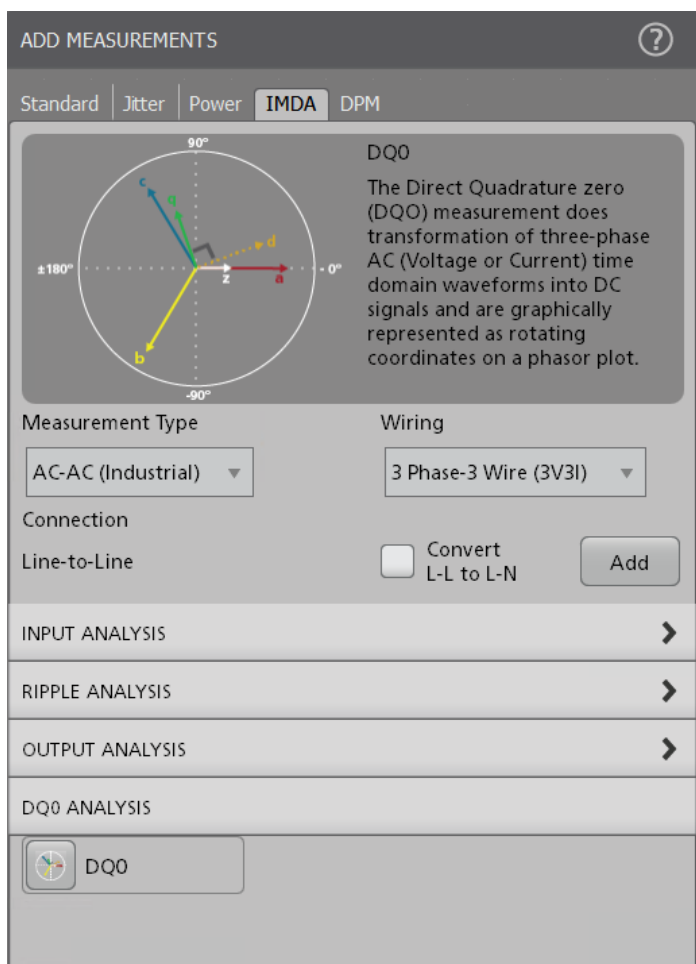 ADD MEASUREMENTS
?
Standard
Jitter
Power
IMDA
DPM
90°
c
q
d
±180°
0°
z
a
b
-90°
DQ0
The Direct Quadrature zero
(DQO) measurement does
transformation of three-phase
AC (Voltage or Current) time
domain waveforms into DC
signals and are graphically
represented as rotating
coordinates on a phasor plot.
Measurement Type
Wiring
AC-AC (Industrial)
3 Phase-3 Wire (3V3I)
Connection
Line-to-Line
Convert
L-L to L-N
Add
INPUT ANALYSIS
RIPPLE ANALYSIS
OUTPUT ANALYSIS
DQ0 ANALYSIS
DQ0